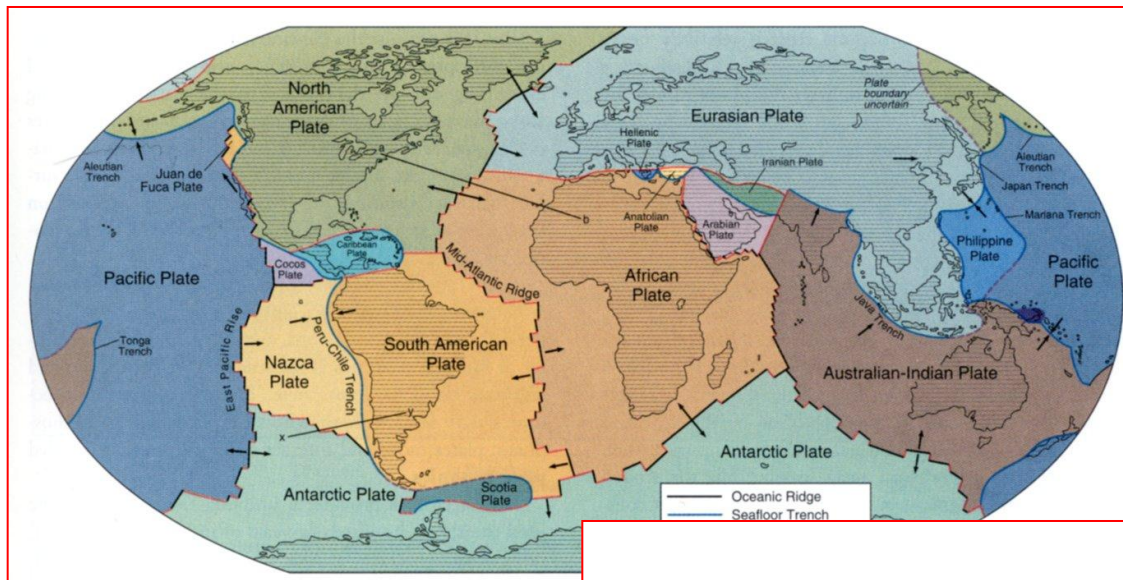 North
American
Plate
Eurasian Plate
Plate
boundary
uncertain
Hellenic
Plate
Iranian Plate
Aleutian
Trench
Juan de
Fuca Plate
a
b
Anatolian
Plate
Arabian
Plate
Aleutian
Trench
Japan Trench
Mariana Trench
Philippine
Plate
Pacific
Plate
Caribbean
Plate
Cocos
Plate
Pacific Plate
Mid-Atlantic Ridge
African
Plate
Java Trench
Tonga
Trench
East Pacific Rise
Nazca
Plate
Peru-Chile Trench
South American
Plate
Australian-Indian Plate
x
y
Antarctic Plate
Scotia
Plate
Antarctic Plate
Oceanic Ridge
Seafloor Trench